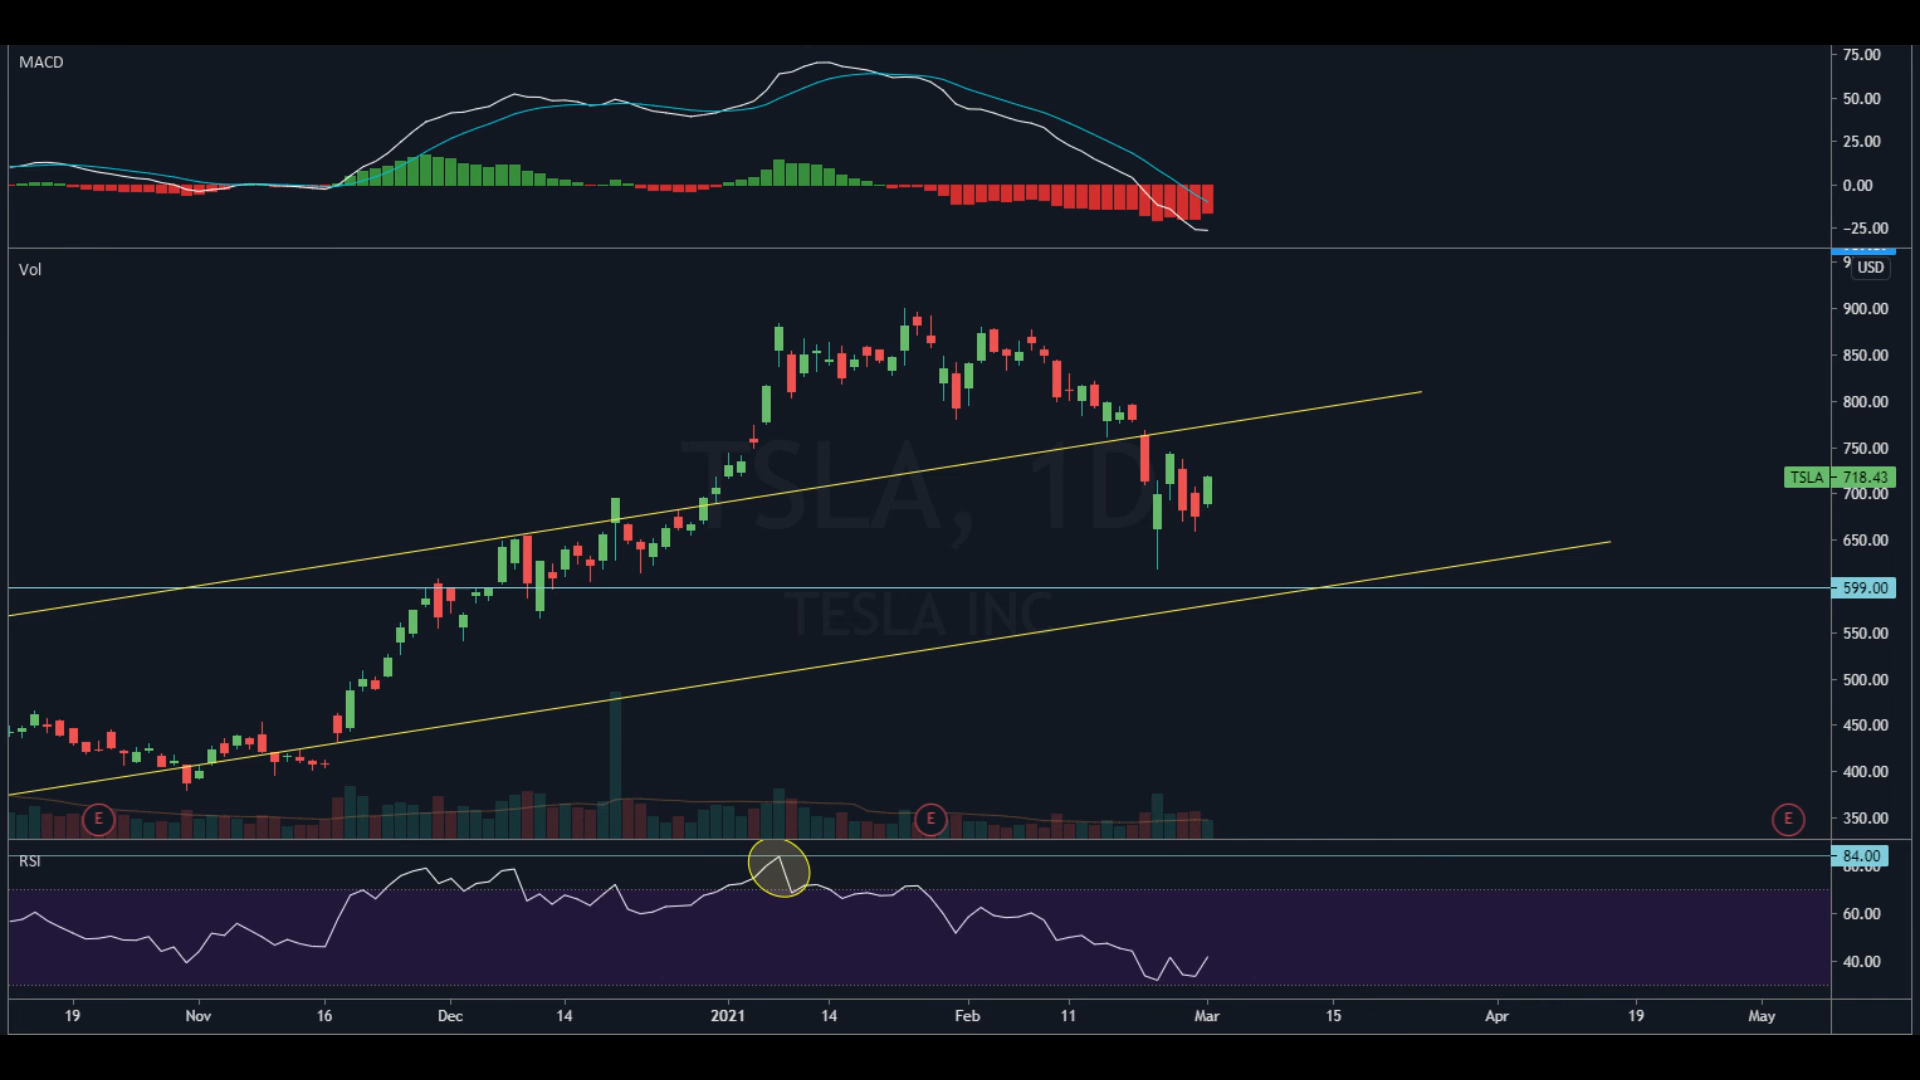 MACD
75.00
50.00
25.00
0.00
−25.00
Vol
9
USD
900.00
850.00
800.00
750.00
TSLA 718.43
700.00
650.00
599.00
550.00
500.00
450.00
400.00
350.00
TSLA, 1D
TESLA INC
E E E
RSI
84.00
80.00
60.00
40.00
19 Nov 16 Dec 14 2021 14 Feb 11 Mar 15 Apr 19 May